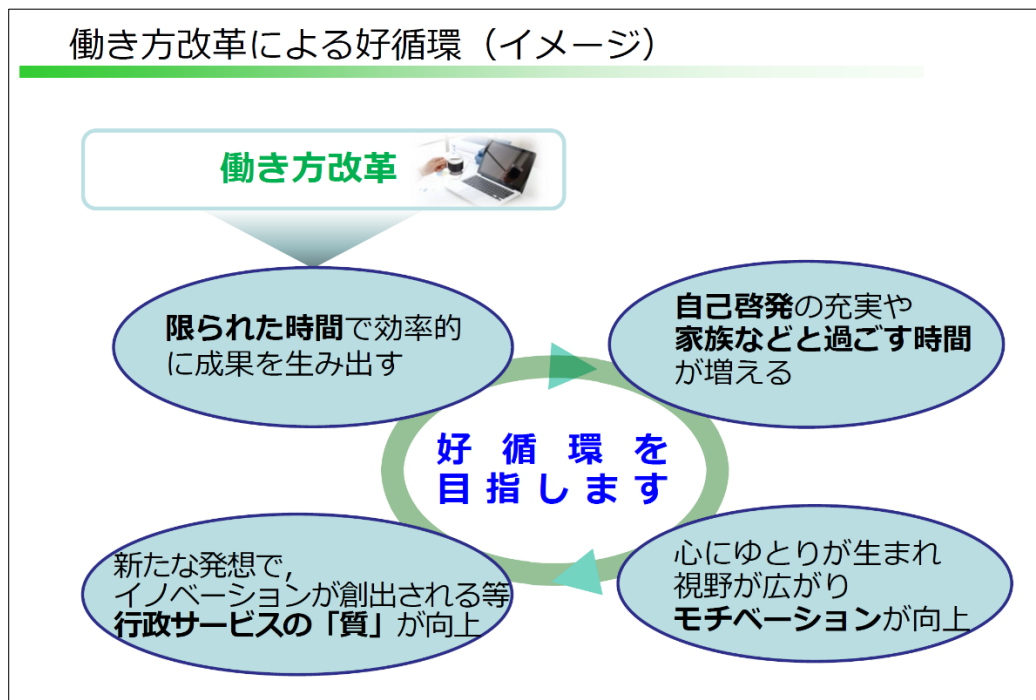 働き方改革による好循環（イメージ）
働き方改革
限られた時間で効率的
に成果を生み出す
自己啓発の充実や
家族などと過ごす時間
が増える
好循環を
目指します
新たな発想で,
イノベーションが創出される等
行政サービスの「質」が向上
心にゆとりが生まれ
視野が広がり
モチベーションが向上